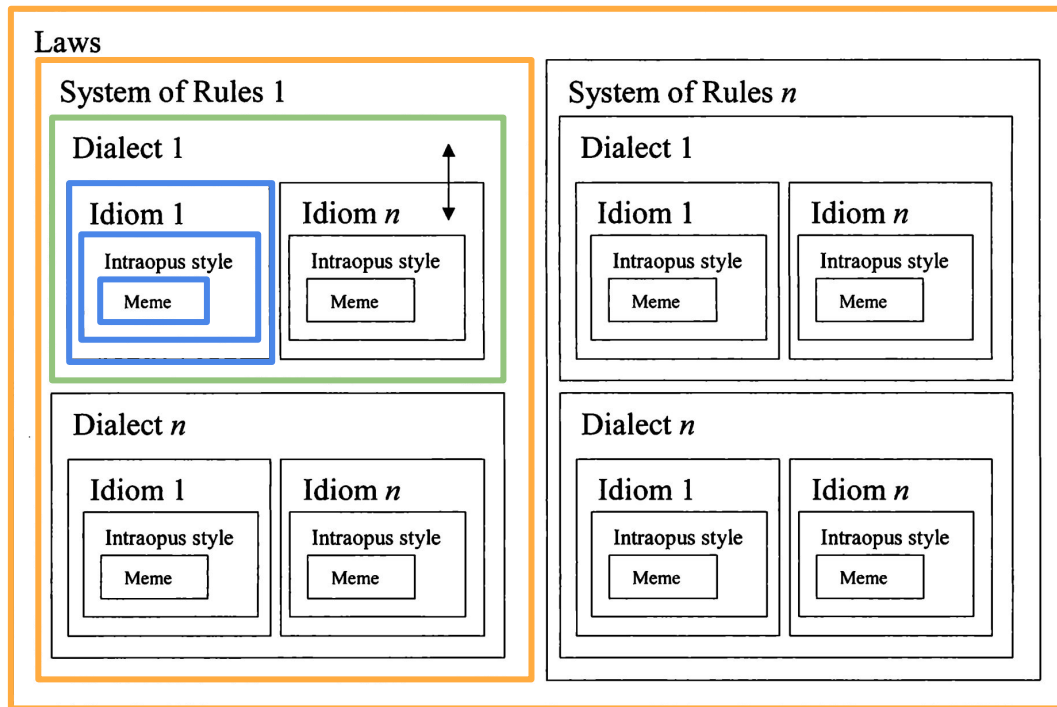 Laws
System of Rules 1
Dialect 1
Idiom 1
Intraopus style
Meme
Idiom n
Intraopus style
Meme
Dialect n
Idiom 1
Intraopus style
Meme
Idiom n
Intraopus style
Meme
System of Rules n
Dialect 1
Idiom 1
Intraopus style
Meme
Idiom n
Intraopus style
Meme
Dialect n
Idiom 1
Intraopus style
Meme
Idiom n
Intraopus style
Meme